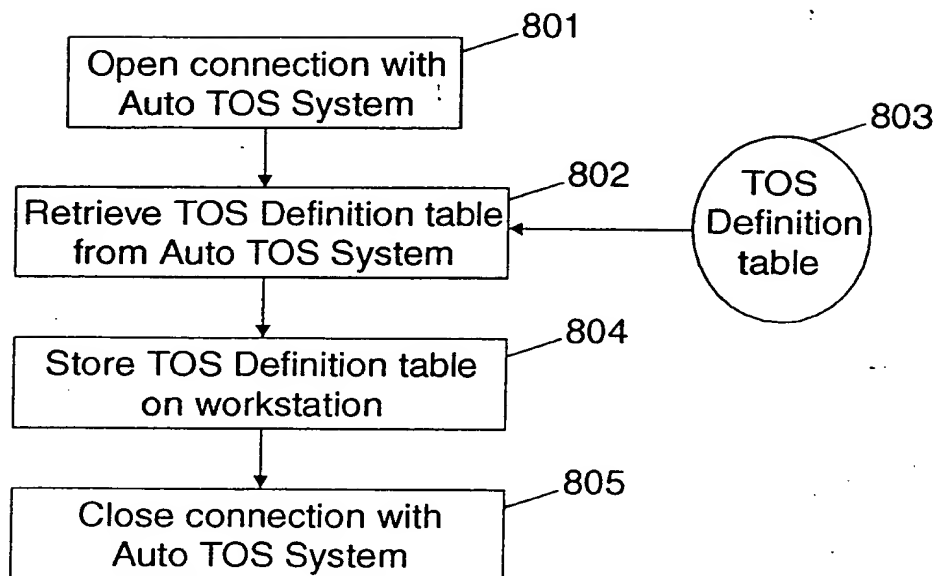 801
Open connection with
Auto TOS System
802
Retrieve TOS Definition table
from Auto TOS System
803
TOS
Definition
table
804
Store TOS Definition table
on workstation
805
Close connection with
Auto TOS System